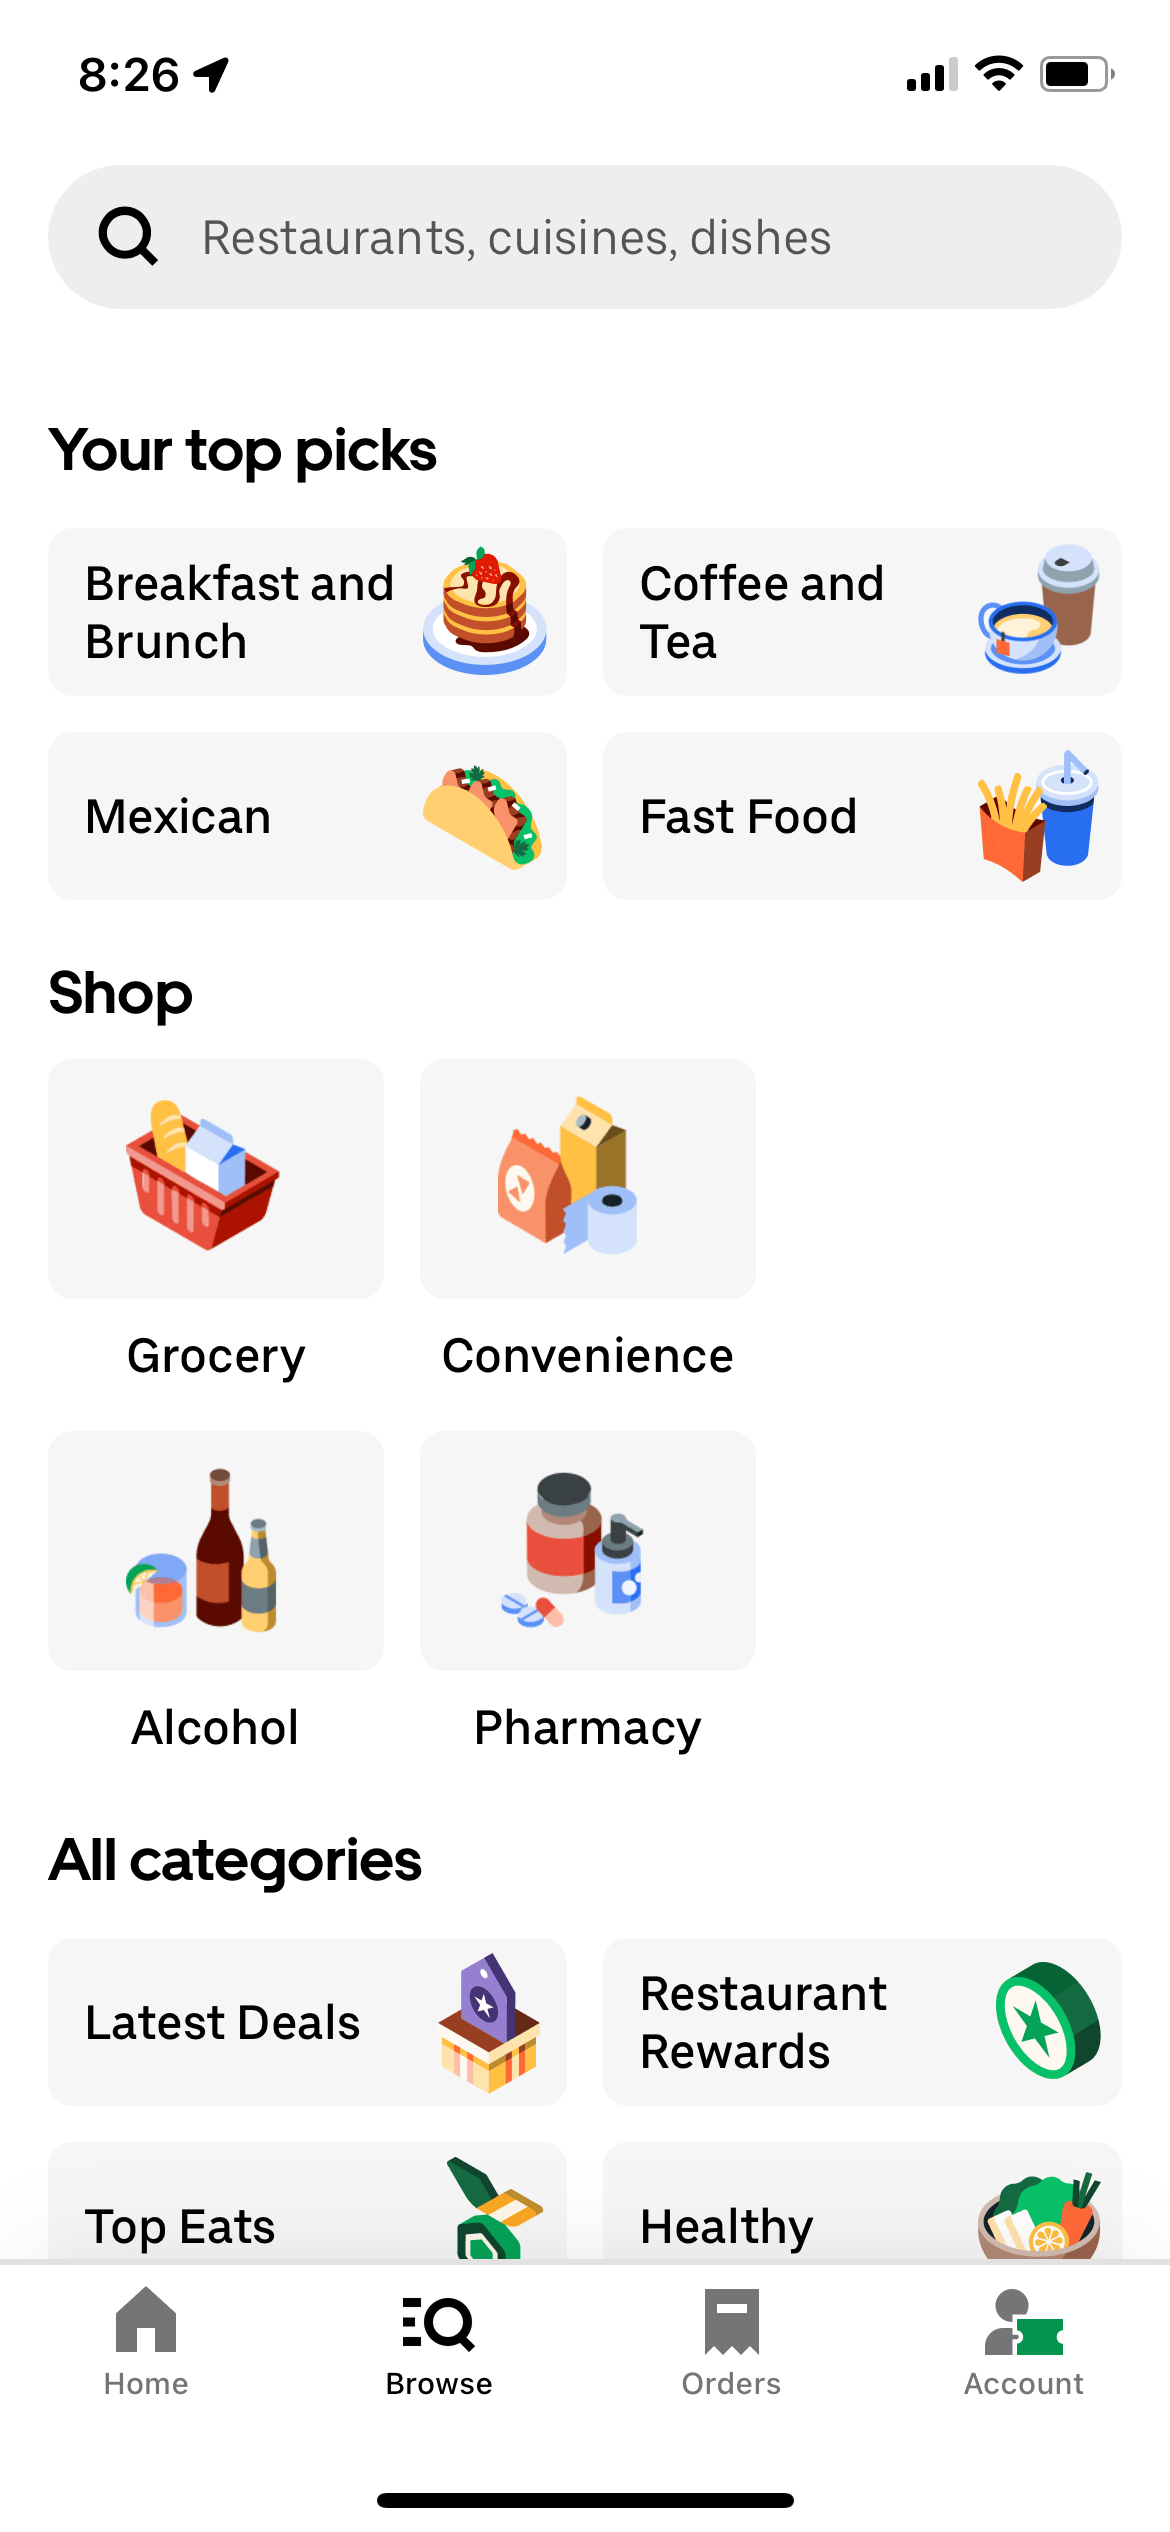 8:26
Restaurants, cuisines, dishes
Your top picks
Breakfast and
Brunch
Coffee and
Tea
Mexican
Fast Food
Shop
Grocery
Convenience
Alcohol
Pharmacy
All categories
Latest Deals
Restaurant
Rewards
Top Eats
Healthy
Home
Browse
Orders
Account